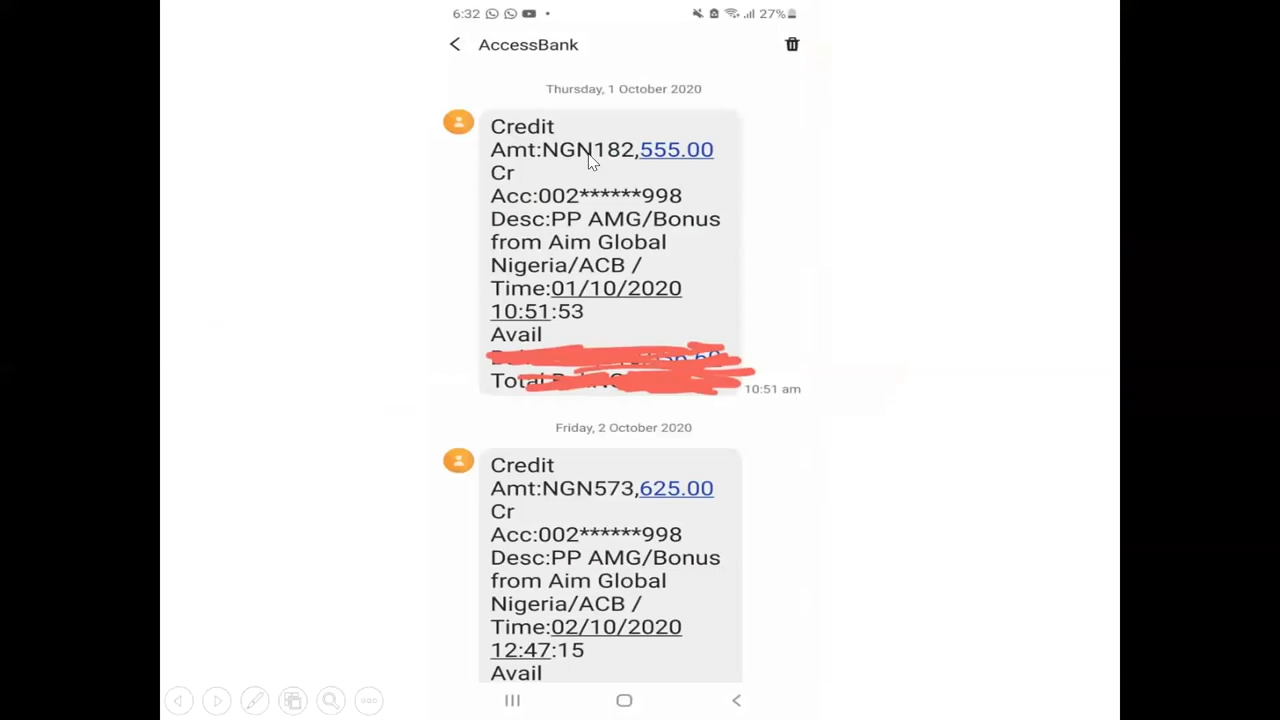 6:32
27%
AccessBank
Thursday, 1 October 2020
Credit
Amt:NGN182,555.00
Cr
Acc:002******998
Desc:PP AMG/Bonus
from Aim Global
Nigeria/ACB /
Time:01/10/2020
10:51:53
Avail
Total
10:51 am
Friday, 2 October 2020
Credit
Amt:NGN573,625.00
Cr
Acc:002******998
Desc:PP AMG/Bonus
from Aim Global
Nigeria/ACB /
Time:02/10/2020
12:47:15
Avail